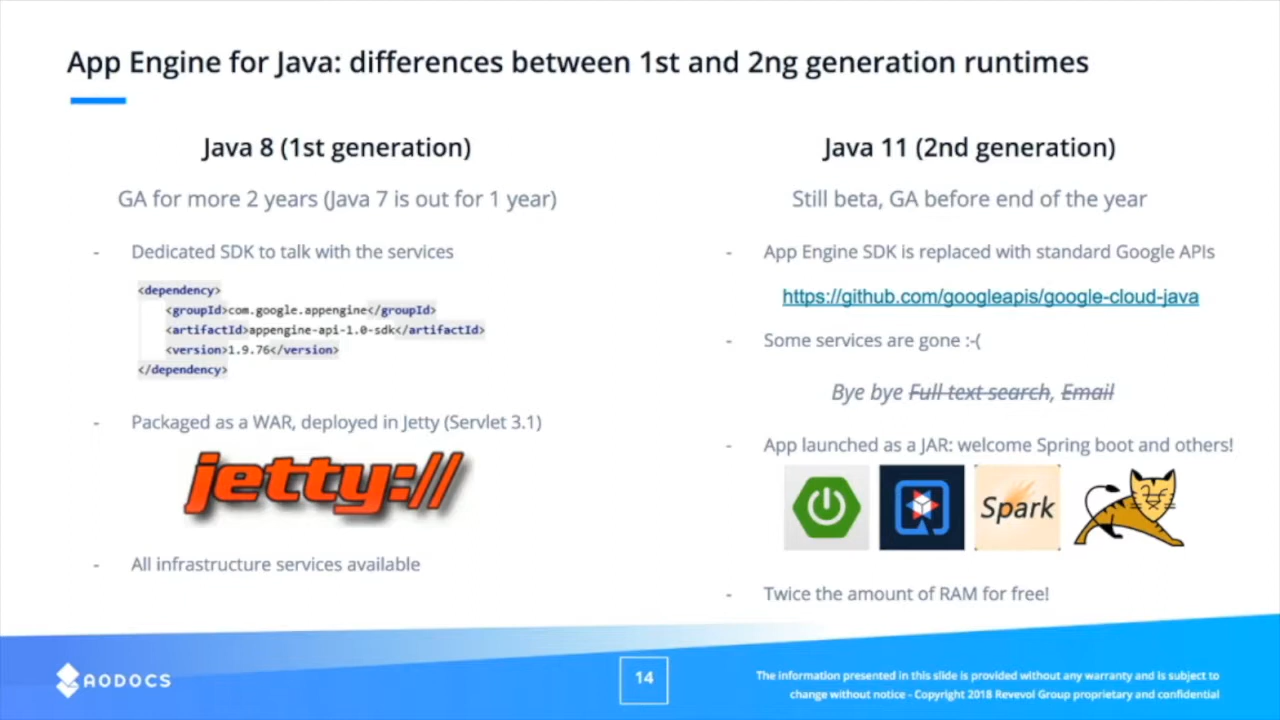 App Engine for Java: differences between 1st and 2ng generation runtimes
Java 8 (1st generation)
GA for more 2 years (Java 7 is out for 1 year)
- Dedicated SDK to talk with the services
<dependency>
<groupId>com.google.appengine</groupId>
<artifactId>appengine-api-1.0-sdk</artifactId>
<version>1.9.76</version>
</dependency>
- Packaged as a WAR, deployed in Jetty (Servlet 3.1)
jetty://
- All infrastructure services available
Java 11 (2nd generation)
Still beta, GA before end of the year
- App Engine SDK is replaced with standard Google APIs
https://github.com/googleapis/google-cloud-java
- Some services are gone :-(
Bye bye Full text search, Email
- App launched as a JAR: welcome Spring boot and others!
Spark
- Twice the amount of RAM for free!
AODOCS
14
The information presented in this slide is provided without any warranty and is subject to
change without notice - Copyright 2018 Revevol Group proprietary and confidential